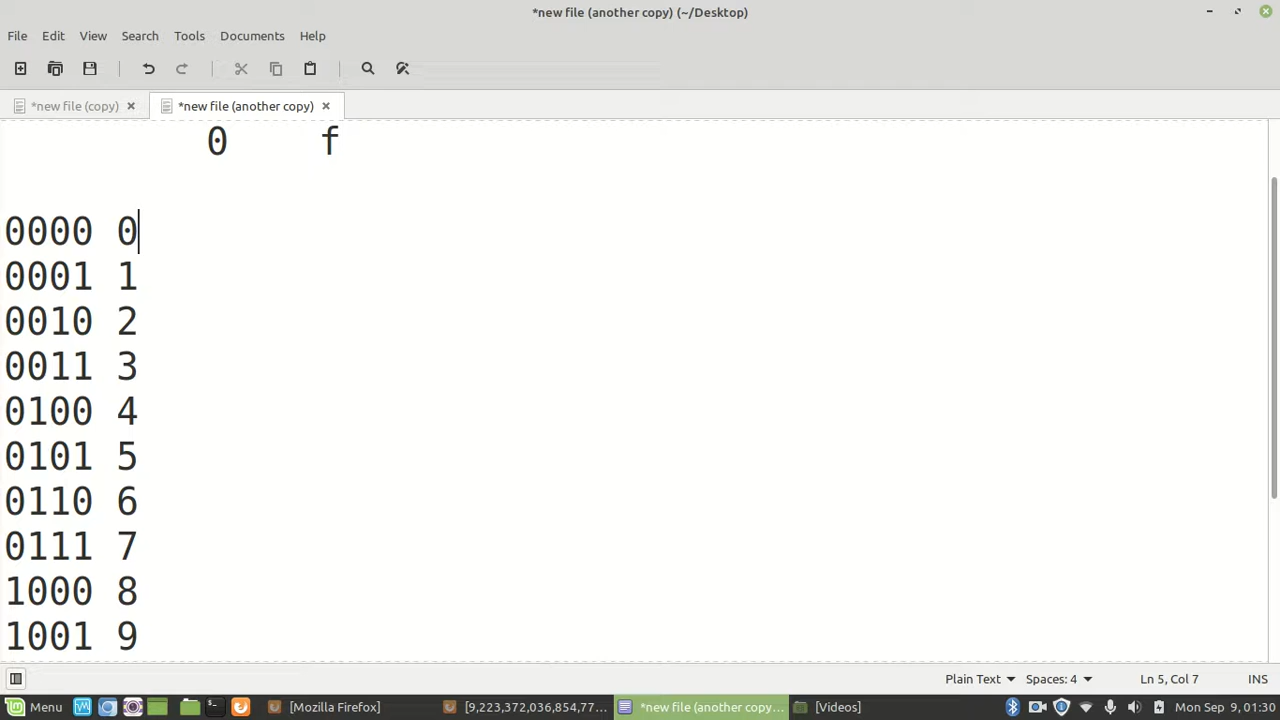 *new file (another copy) (~/Desktop)
File Edit View Search Tools Documents Help
*new file (copy) *new file (another copy)
0 f
0000 0
0001 1
0010 2
0011 3
0100 4
0101 5
0110 6
0111 7
1000 8
1001 9
Plain Text Spaces: 4 Ln 5, Col 7 INS
Menu [Mozilla Firefox] [9,223,372,036,854,77... *new file (another copy... [Videos] Mon Sep 9, 01:30